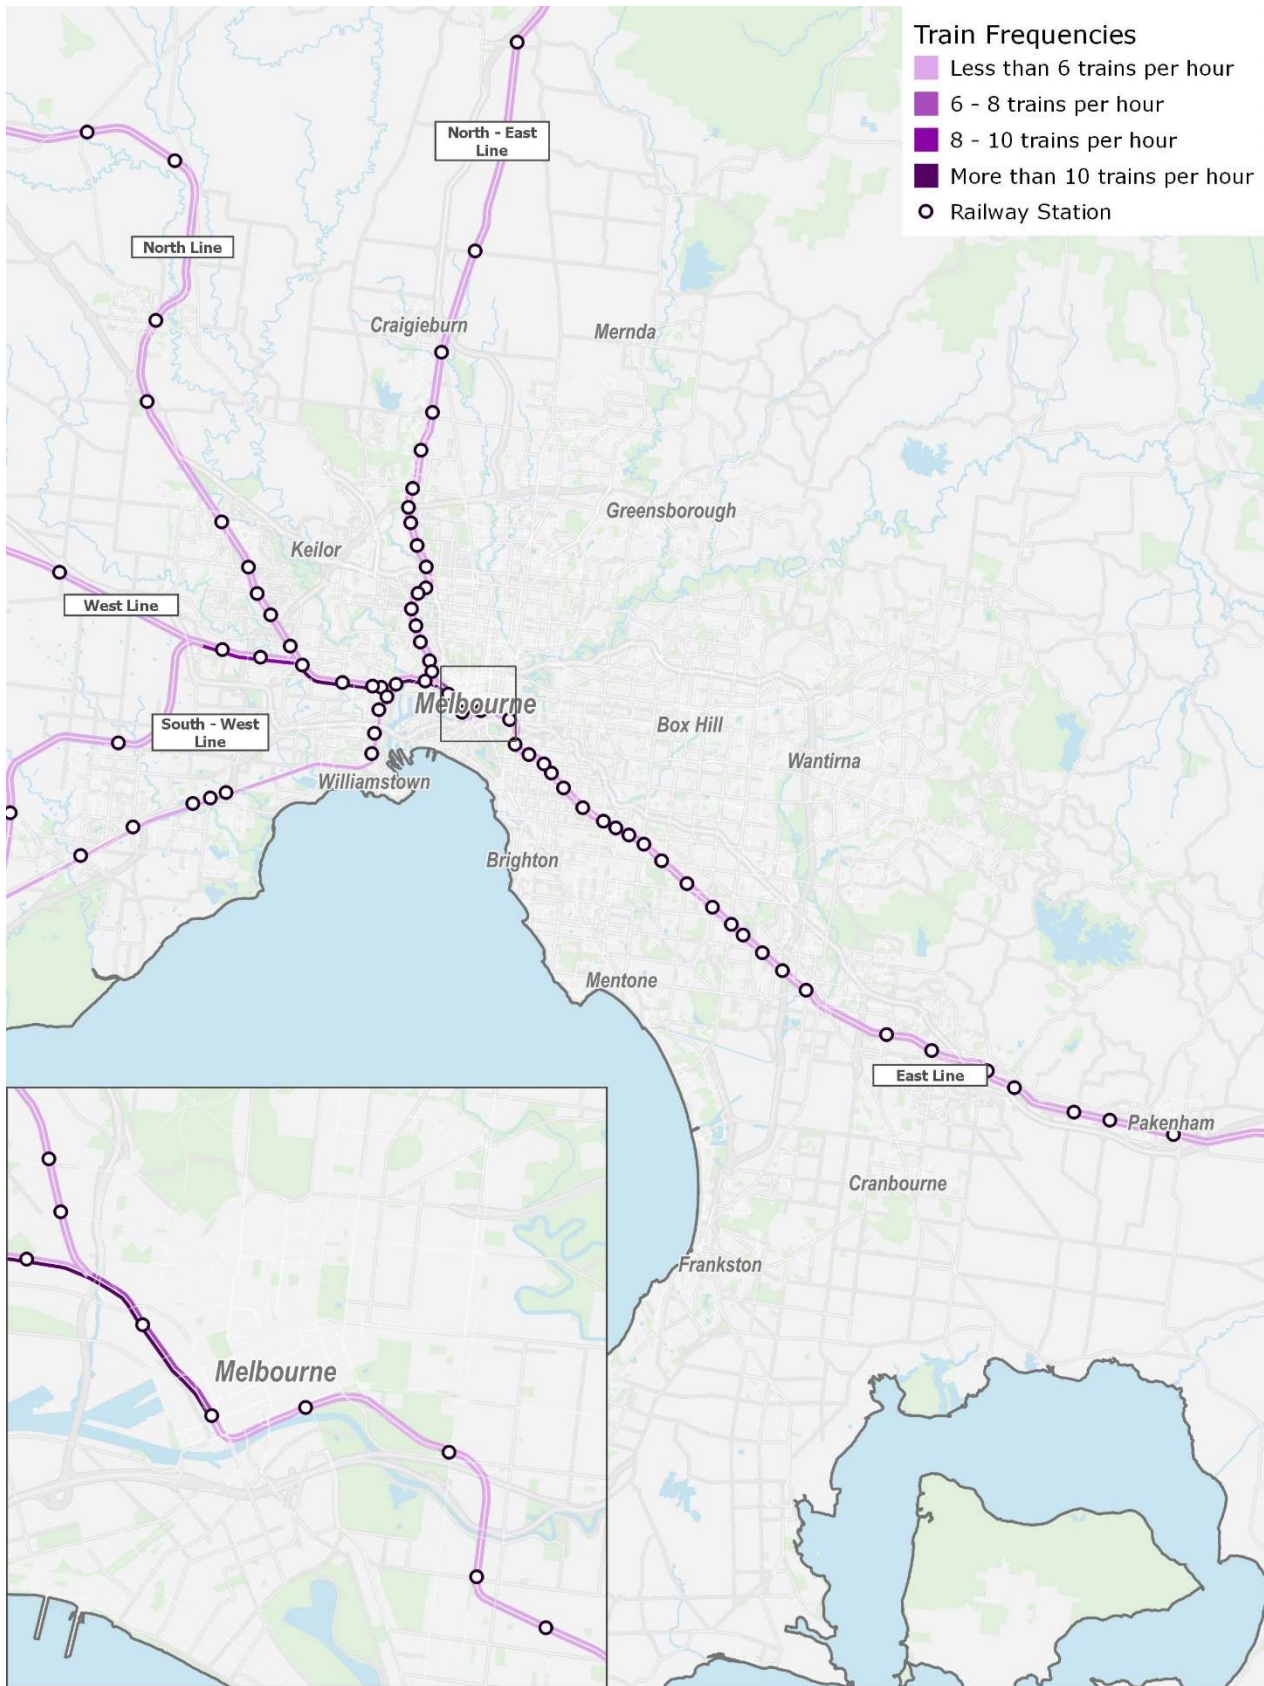 Train Frequencies
Less than 6 trains per hour
6 - 8 trains per hour
8 - 10 trains per hour
More than 10 trains per hour
Railway Station
North - East
Line
North Line
Craigieburn
Mernda
Greensborough
Keilor
West Line
Melbourne
South - West
Line
Box Hill
Wantirna
Williamstown
Brighton
Mentone
East Line
Pakenham
Cranbourne
Frankston
Melbourne